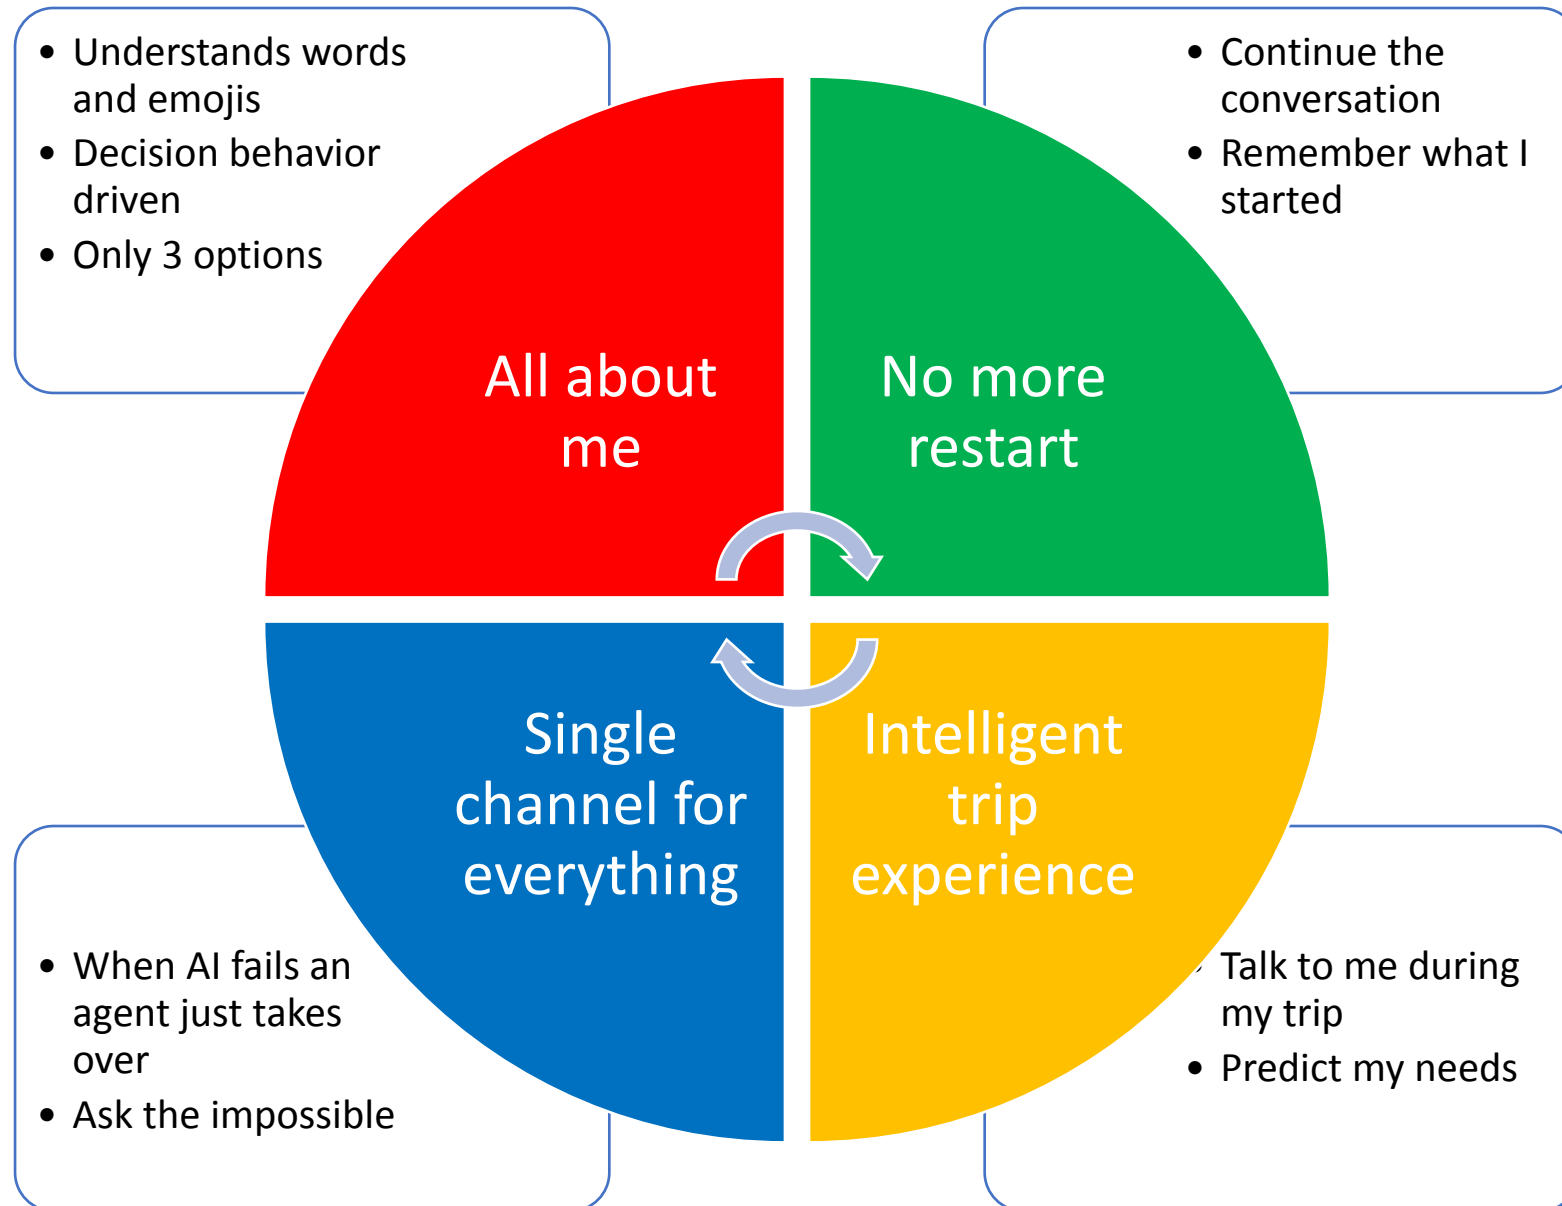 • Understands words
and emojis
• Decision behavior
driven
• Only 3 options
• Continue the
conversation
• Remember what I
started
All about
me
No more
restart
Single
channel for
everything
Intelligent
trip
experience
• When AI fails an
agent just takes
over
• Ask the impossible
• Talk to me during
my trip
• Predict my needs